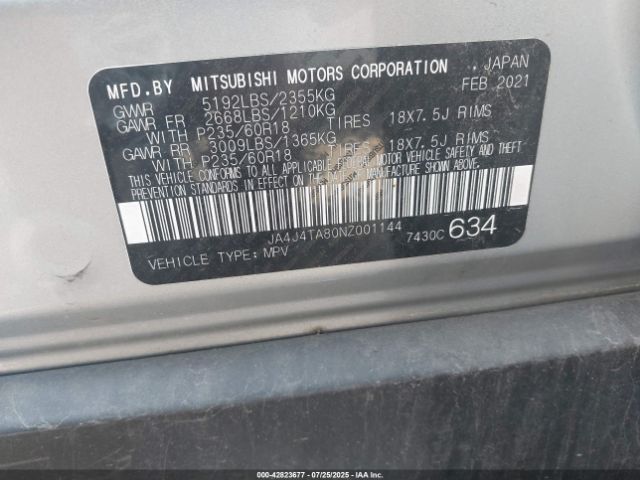 MFD.BY MITSUBISHI MOTORS CORPORATION , JAPAN
GVWR 5192LBS/2355KG FEB 2021
GAWR FR 2668LBS/1210KG
WITH P235/60R18 TIRES 18X7.5J RIMS
GAWR RR 3009LBS/1365KG
WITH P235/60R18 TIRES 18X7.5J RIMS
THIS VEHICLE CONFORMS TO ALL APPLICABLE FEDERAL MOTOR VEHICLE SAFETY AND THEFT
PREVENTION STANDARDS IN EFFECT ON THE DATE OF MANUFACTURE SHOWN ABOVE.
JA4J4TA80NZ001144
7430C 634
VEHICLE TYPE: MPV
000-42823677 - 07/25/2025 - IAAI.com